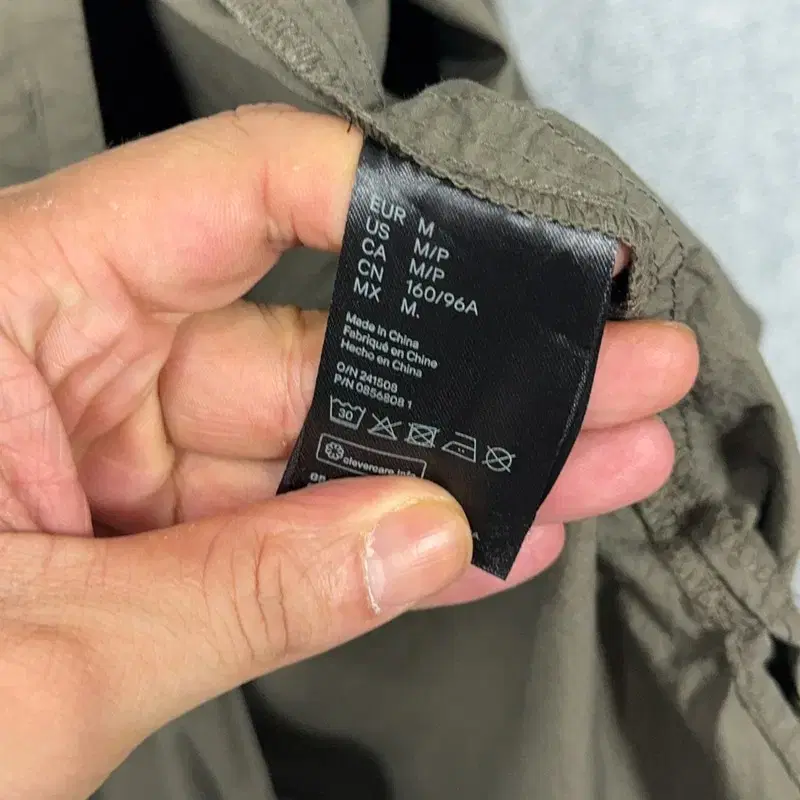 EUR M
US M/P
CA M/P
CN 160/96A
MX M.
Made in China
Fabriqué en Chine
Hecho en China
O/N 241508
P/N 0856808 1
30
clevercare.info